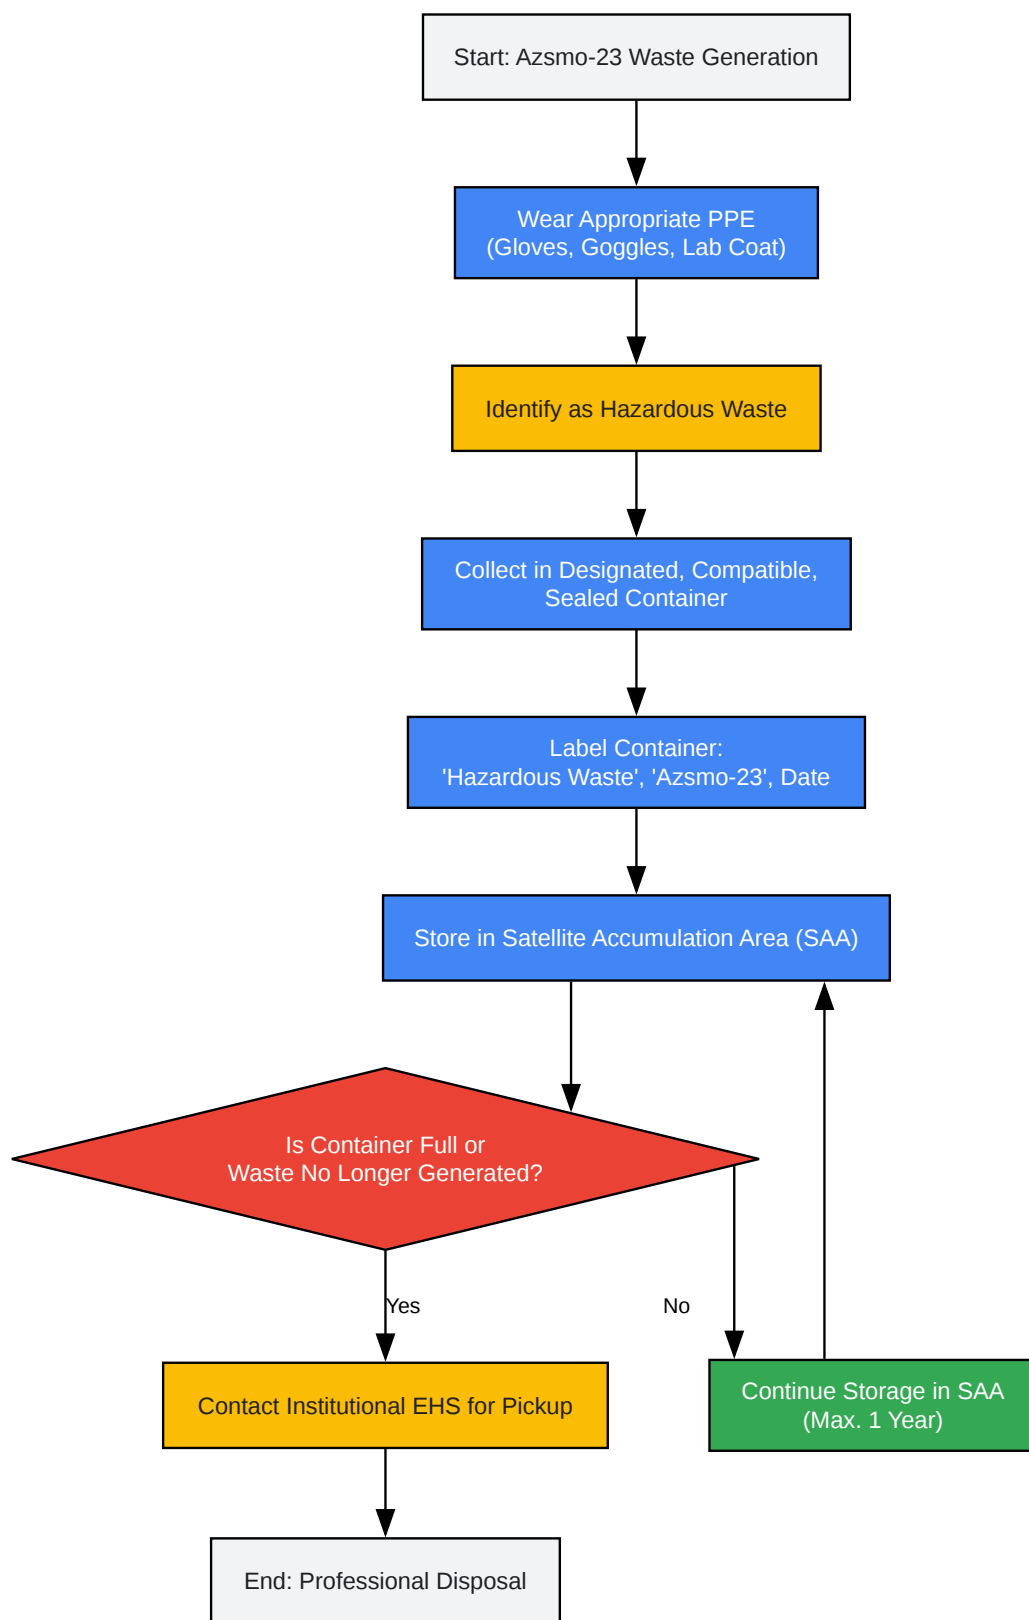 Start: Azsmo-23 Waste Generation
Wear Appropriate PPE
(Gloves, Goggles, Lab Coat)
Identify as Hazardous Waste
Collect in Designated, Compatible,
Sealed Container
Label Container:
'Hazardous Waste', 'Azsmo-23', Date
Store in Satellite Accumulation Area (SAA)
Is Container Full or
Waste No Longer Generated?
Yes
No
Contact Institutional EHS for Pickup
Continue Storage in SAA
(Max. 1 Year)
End: Professional Disposal